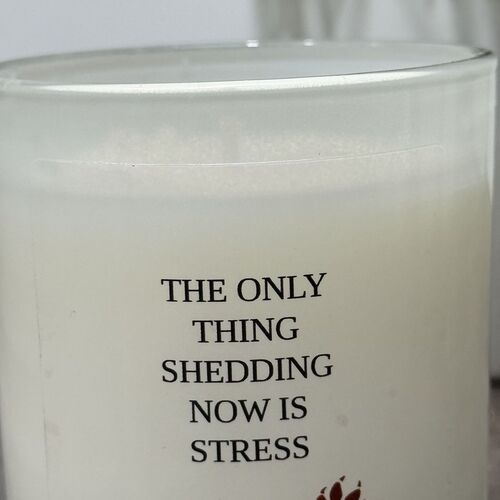 THE ONLY
THING
SHEDDING
NOW IS
STRESS